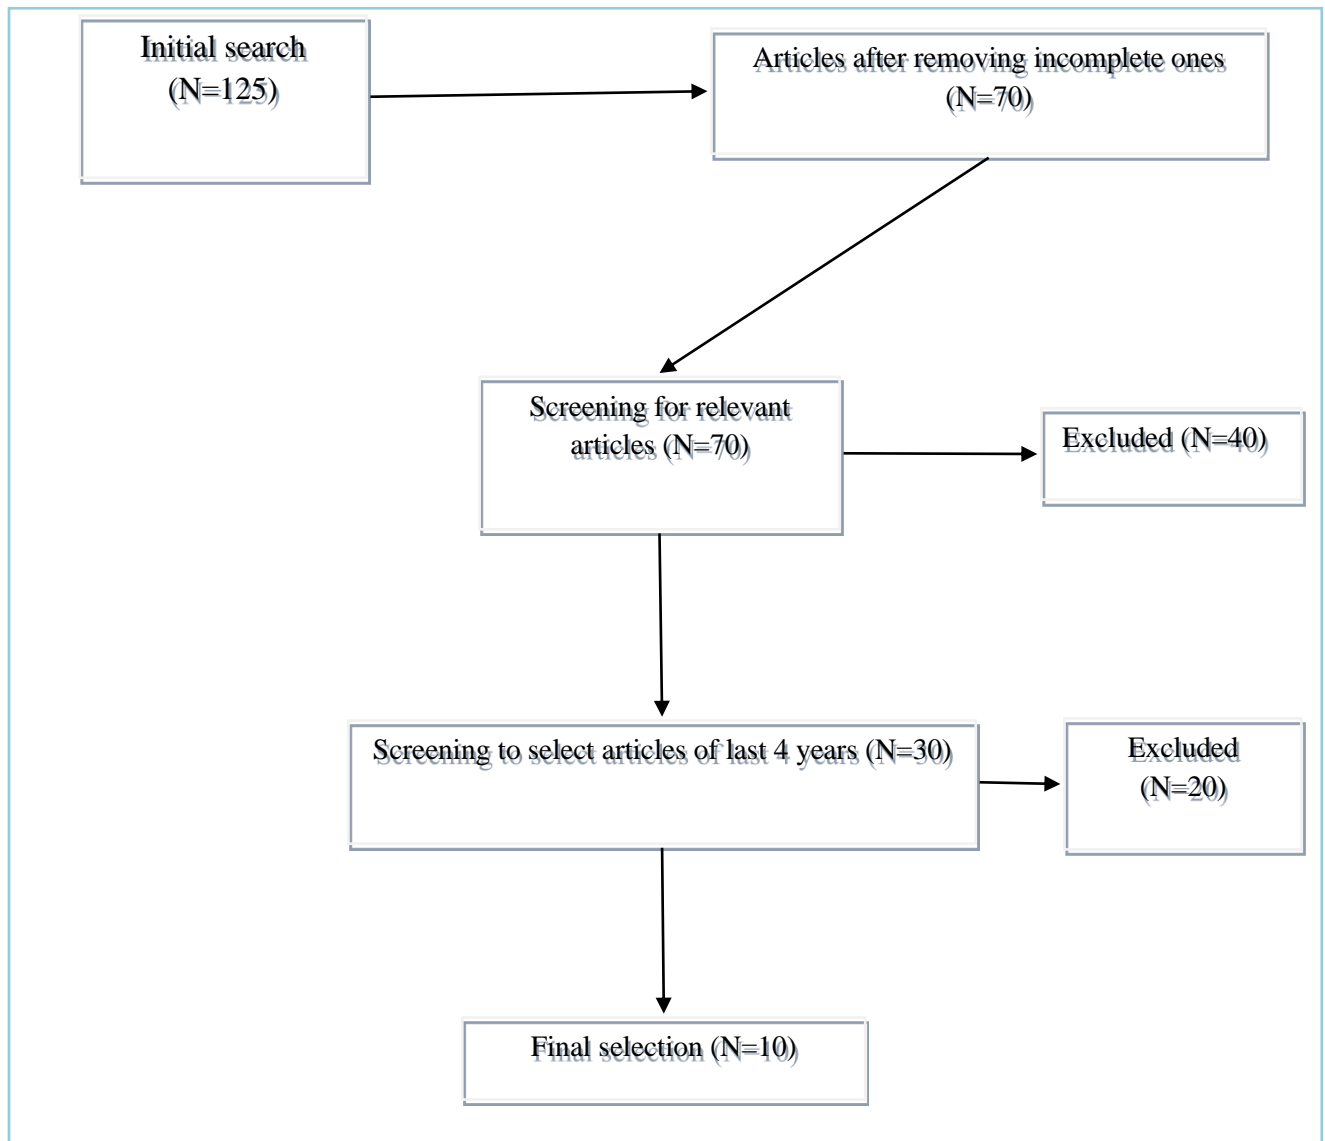 Initial search
(N=125)
Articles after removing incomplete ones
(N=70)
Screening for relevant
articles (N=70)
Excluded (N=40)
Screening to select articles of last 4 years (N=30)
Excluded
(N=20)
Final selection (N=10)